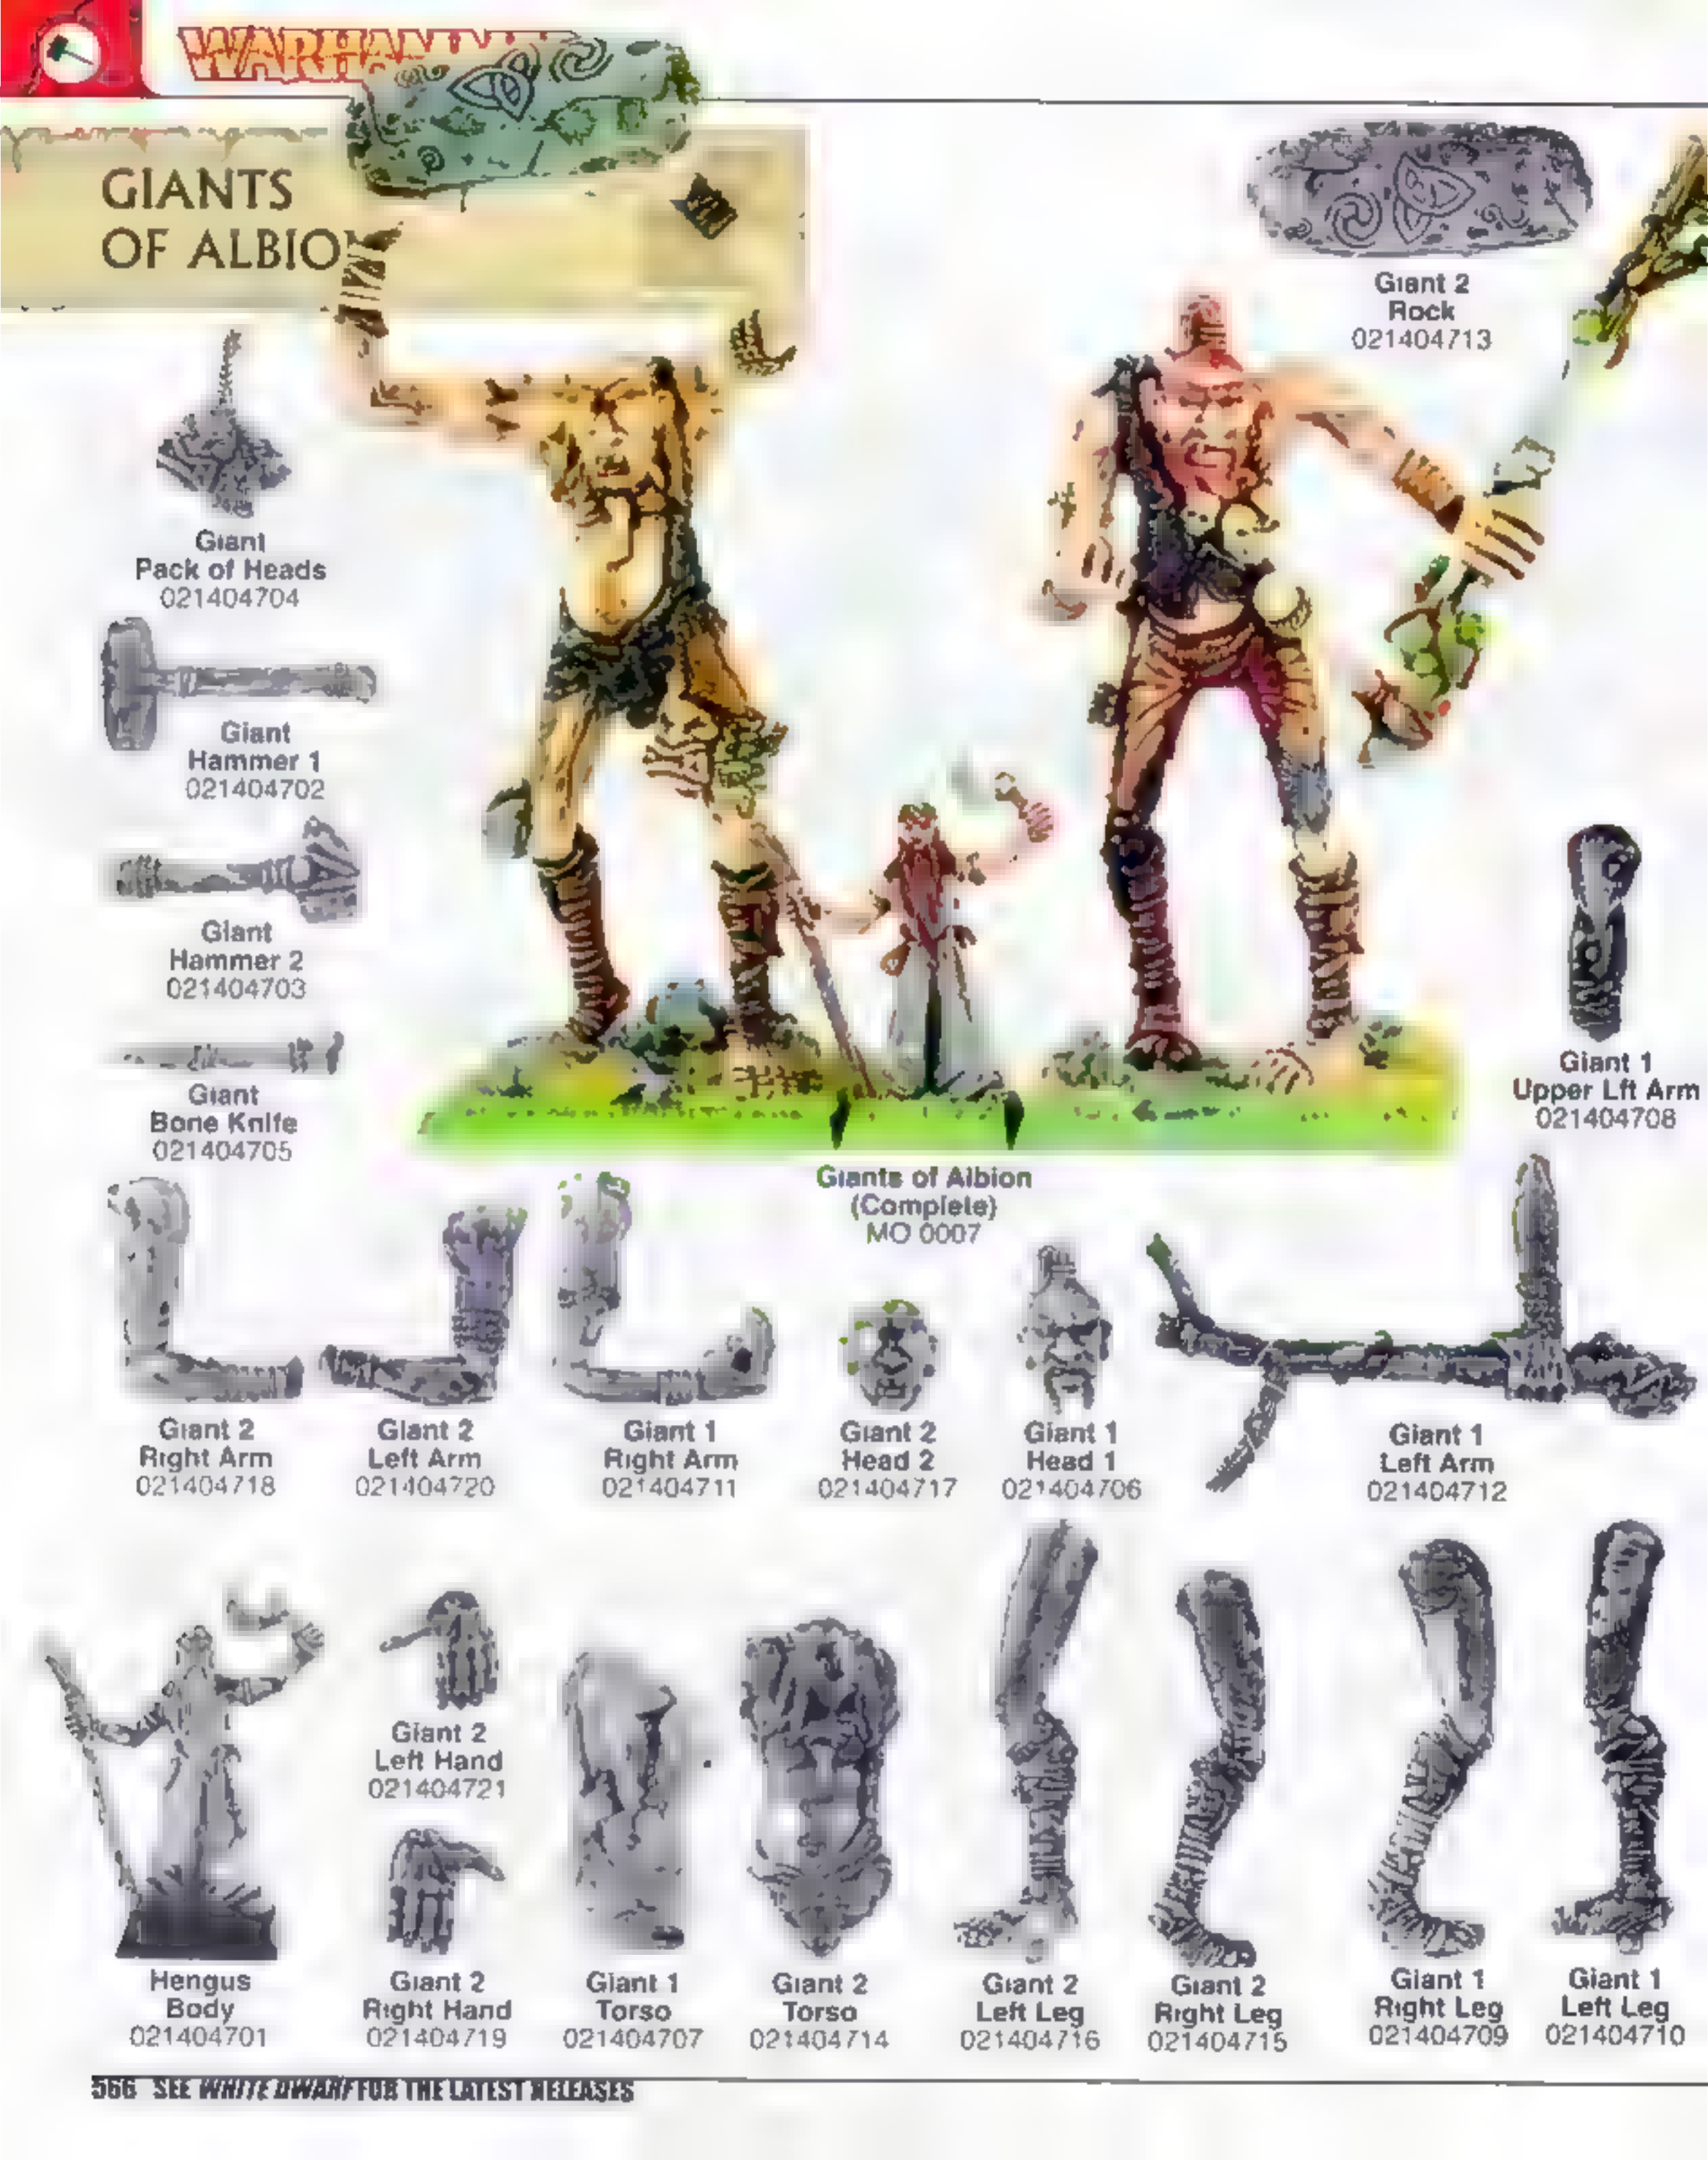 WARHAMM
GIANTS
OF ALBION
Giant 2
Rock
021404713
Giant
Pack of Heads
021404704
Giant
Hammer 1
021404702
Giant
Hammer 2
021404703
Giant
Bone Knife
021404705
Giant 1
Upper Lft Arm
021404708
Giants of Albion
(Complete)
MO 0007
Giant 2
Right Arm
021404718
Giant 2
Left Arm
021404720
Giant 1
Right Arm
021404711
Giant 2
Head 2
021404717
Giant 1
Head 1
021404706
Giant 1
Left Arm
021404712
Giant 2
Left Hand
021404721
Hengus
Body
021404701
Giant 2
Right Hand
021404719
Giant 1
Torso
021404707
Giant 2
Torso
021404714
Giant 2
Left Leg
021404716
Giant 2
Right Leg
021404715
Giant 1
Right Leg
021404709
Giant 1
Left Leg
021404710
566 SEE WHITE DWARF FOR THE LATEST RELEASES